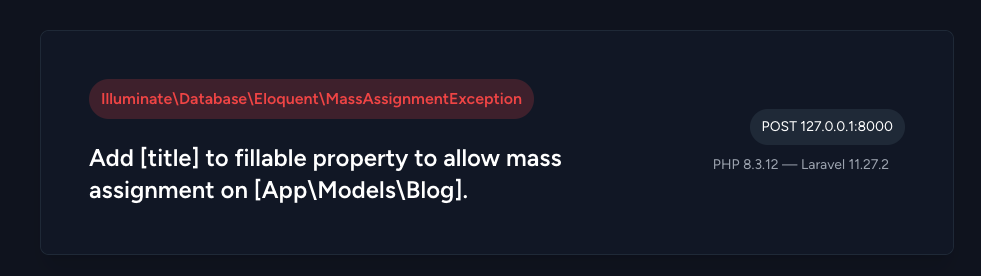 Illuminate\Database\Eloquent\MassAssignmentException
Add [title] to fillable property to allow mass
assignment on [App\Models\Blog].
POST 127.0.0.1:8000
PHP 8.3.12 — Laravel 11.27.2